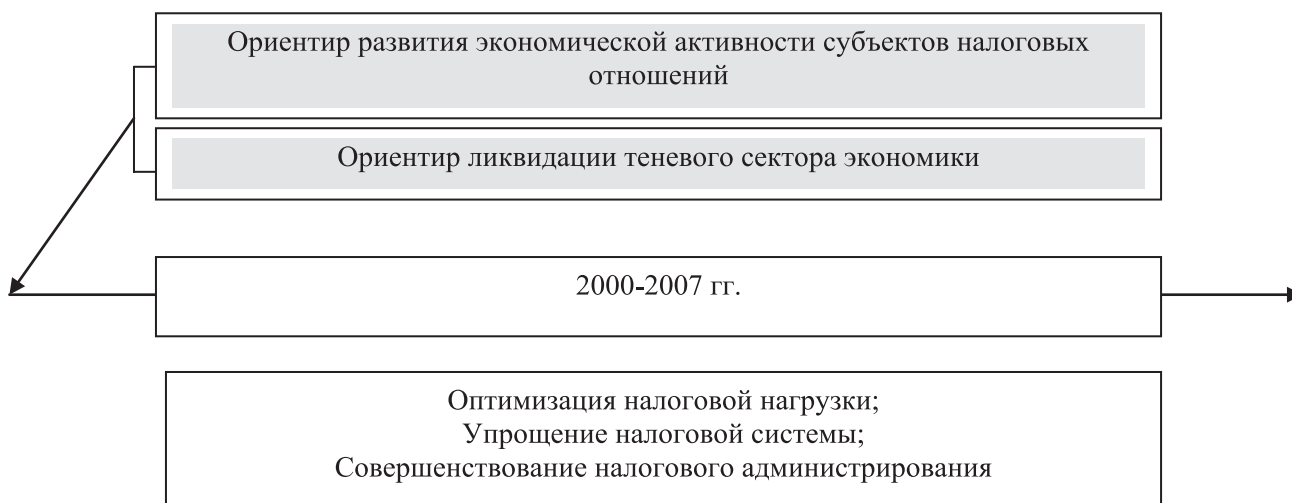 Ориентир развития экономической активности субъектов налоговых
отношений
Ориентир ликвидации теневого сектора экономики
2000-2007 гг.
Оптимизация налоговой нагрузки;
Упрощение налоговой системы;
Совершенствование налогового администрирования